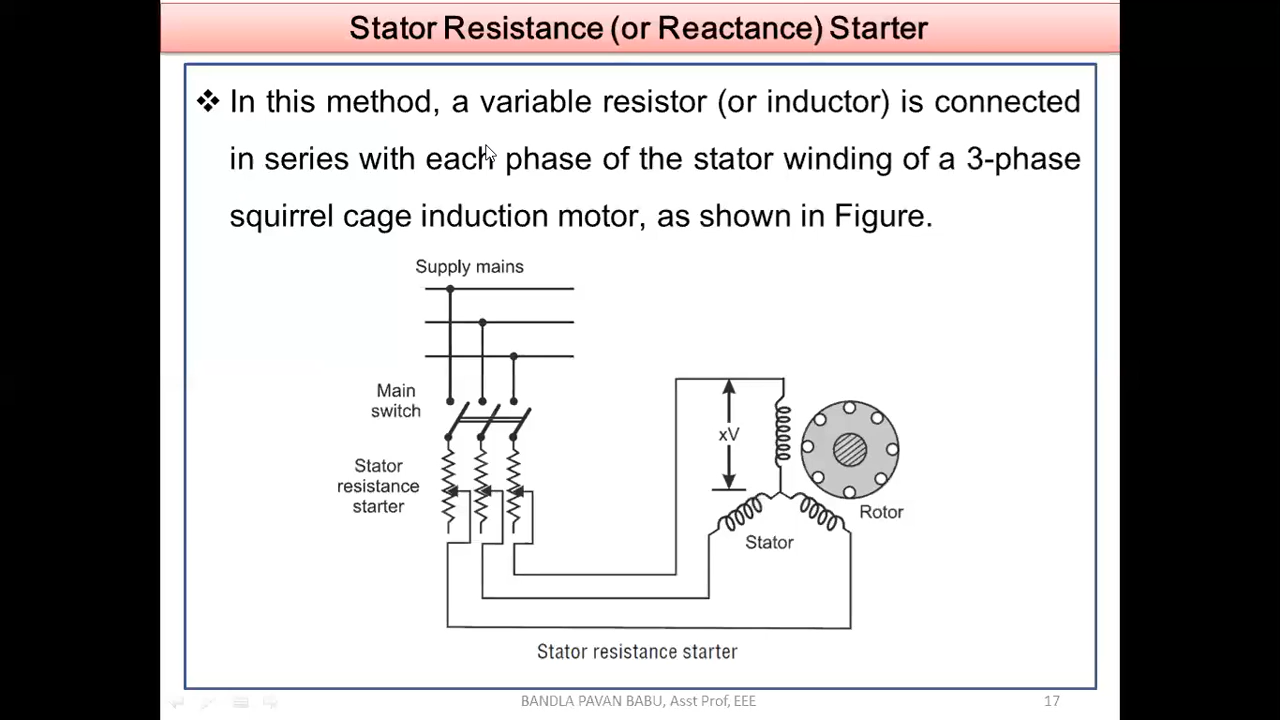 Stator Resistance (or Reactance) Starter
❖ In this method, a variable resistor (or inductor) is connected
in series with each phase of the stator winding of a 3-phase
squirrel cage induction motor, as shown in Figure.
Supply mains
Main
switch
Stator
resistance
starter
xV
Rotor
Stator
Stator resistance starter
BANDLA PAVAN BABU, Asst Prof, EEE
17